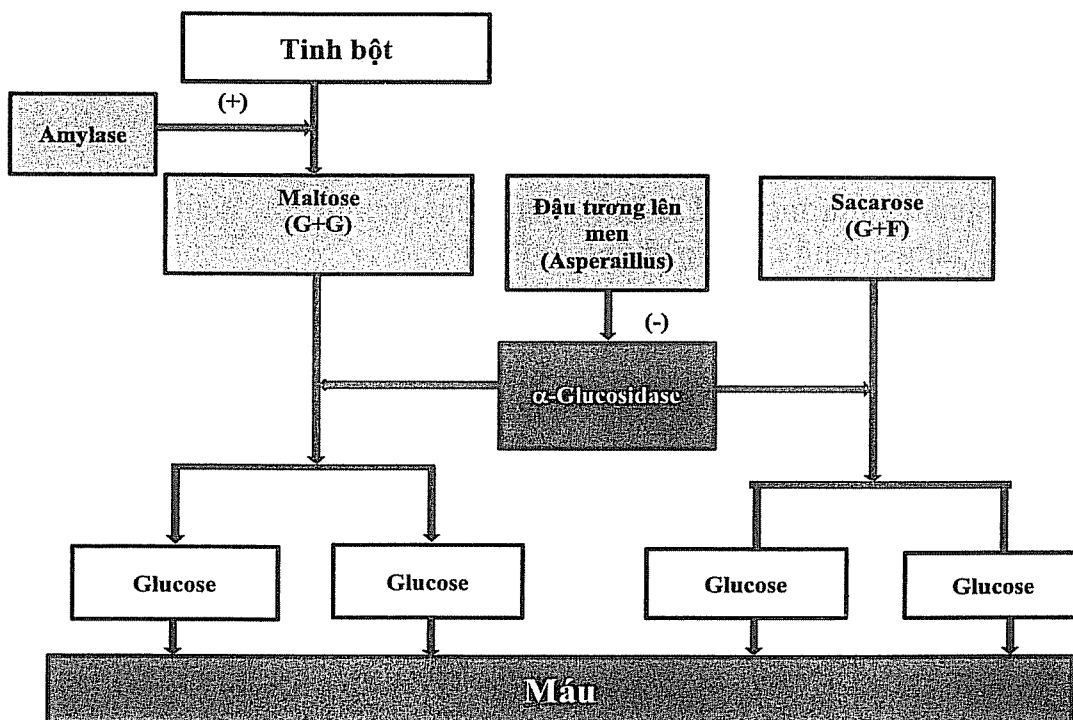 Tinh bột
(+)
Amylase
Maltose
(G+G)
Đậu tương lên
men
(Asperaillus)
Sacarose
(G+F)
(-)
α-Glucosidase
Glucose
Glucose
Glucose
Glucose
Máu